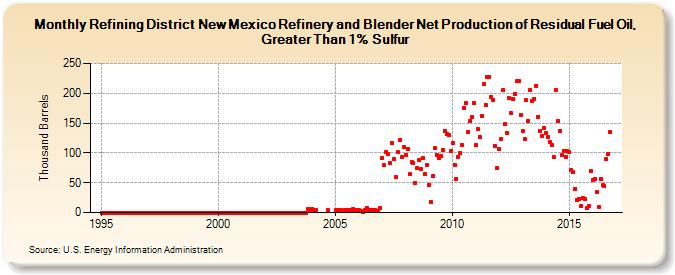 Monthly Refining District New Mexico Refinery and Blender Net Production of Residual Fuel Oil,
Greater Than 1% Sulfur
Thousand Barrels
250
200
150
100
50
0
1995 2000 2005 2010 2015
Source: U.S. Energy Information Administration